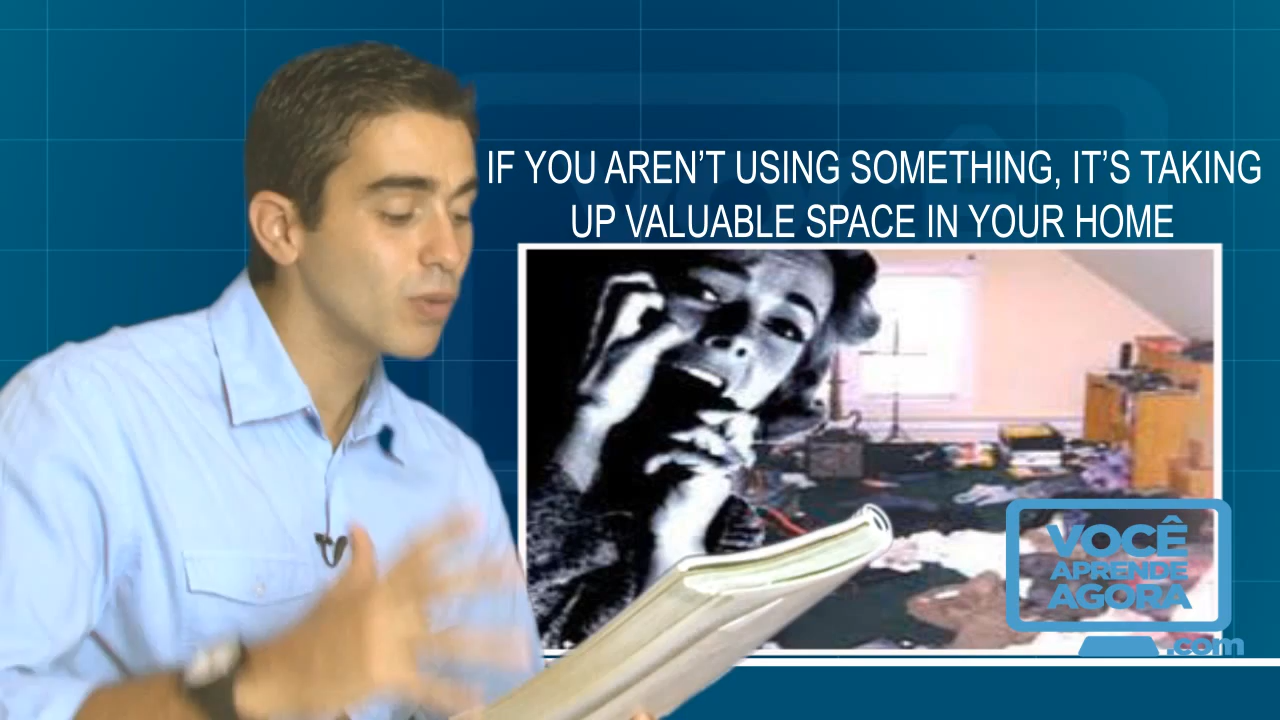 IF YOU AREN’T USING SOMETHING, IT’S TAKING
UP VALUABLE SPACE IN YOUR HOME
VOCÊ
APRENDE
AGORA
.com